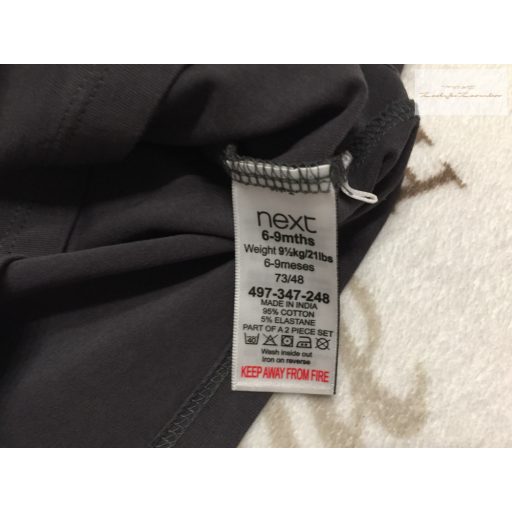 next
6-9mths
Weight 9½kg/21lbs
6-9meses
73/48
497-347-248
MADE IN INDIA
95% COTTON
5% ELASTANE
PART OF A 2 PIECE SET
40
Wash inside out
iron on reverse
KEEP AWAY FROM FIRE